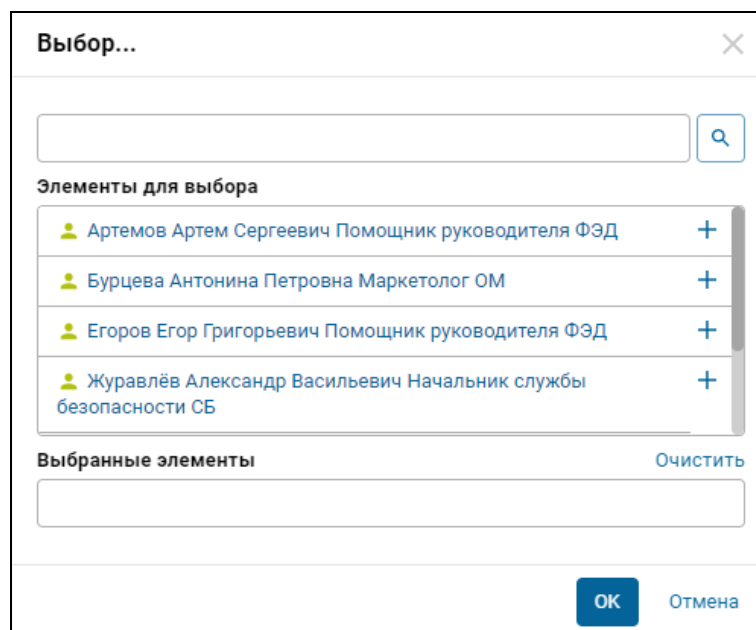 Выбор...
Элементы для выбора
Артемов Артем Сергеевич Помощник руководителя ФЭД
Бурцева Антонина Петровна Маркетолог ОМ
Егоров Егор Григорьевич Помощник руководителя ФЭД
Журавлёв Александр Васильевич Начальник службы
безопасности СБ
Выбранные элементы Очистить
ОК Отмена